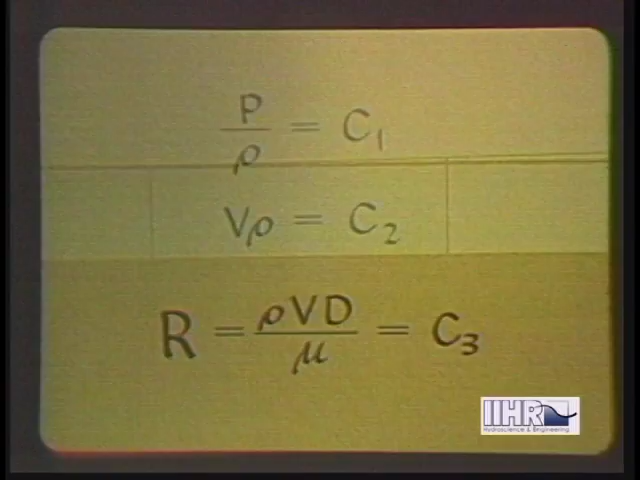 P/ρ = C₁
Vρ = C₂
R = ρVD/μ = C₃
IIHR
Hydroscience & Engineering